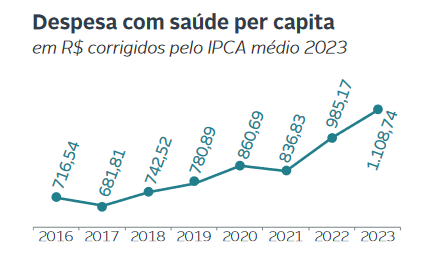 Despesa com saúde per capita
em R$ corrigidos pelo IPCA médio 2023
716,54
681,81
742,52
780,89
860,69
836,83
985,17
1.108,74
2016 2017 2018 2019 2020 2021 2022 2023